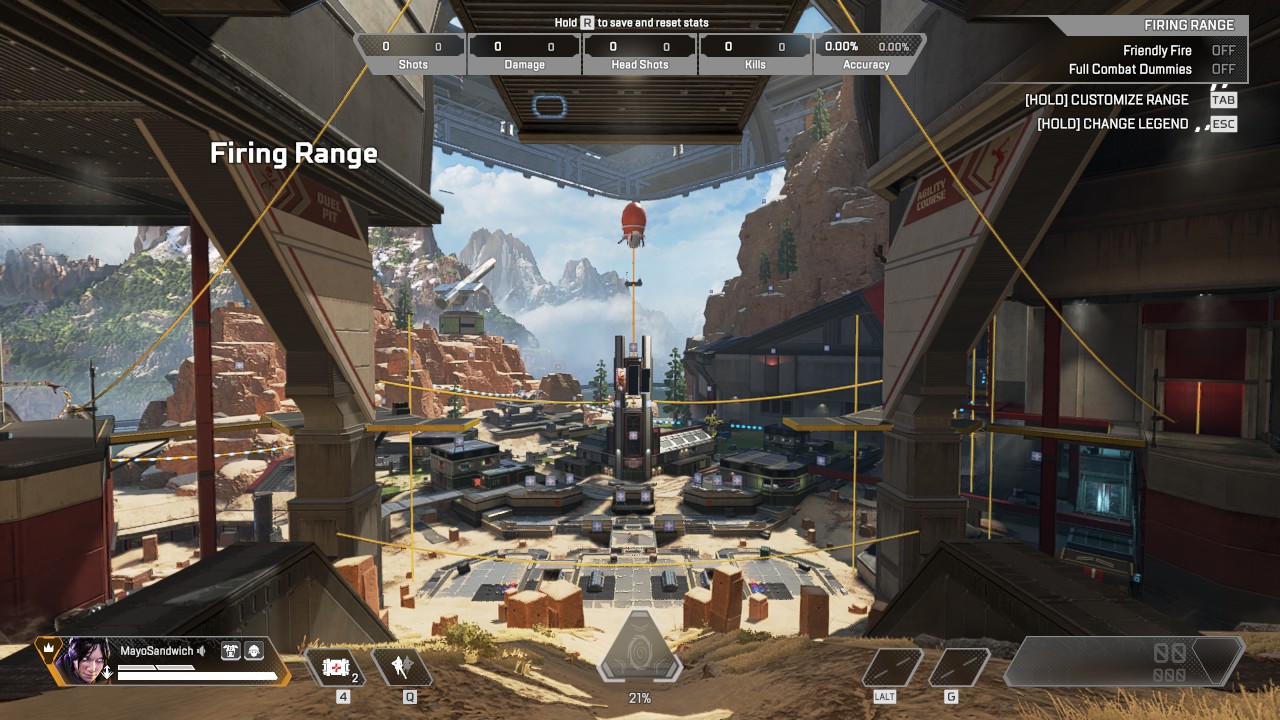 Hold R to save and reset stats
0 0 0 0 0 0 0 0 0.00% 0.00%
Shots Damage Head Shots Kills Accuracy
FIRING RANGE
Friendly Fire OFF
Full Combat Dummies OFF
[HOLD] CUSTOMIZE RANGE TAB
[HOLD] CHANGE LEGEND ESC
Firing Range
DUEL
PIT
AGILITY
COURSE
MayoSandwich
2
4
Q
21%
LALT
G
00
000